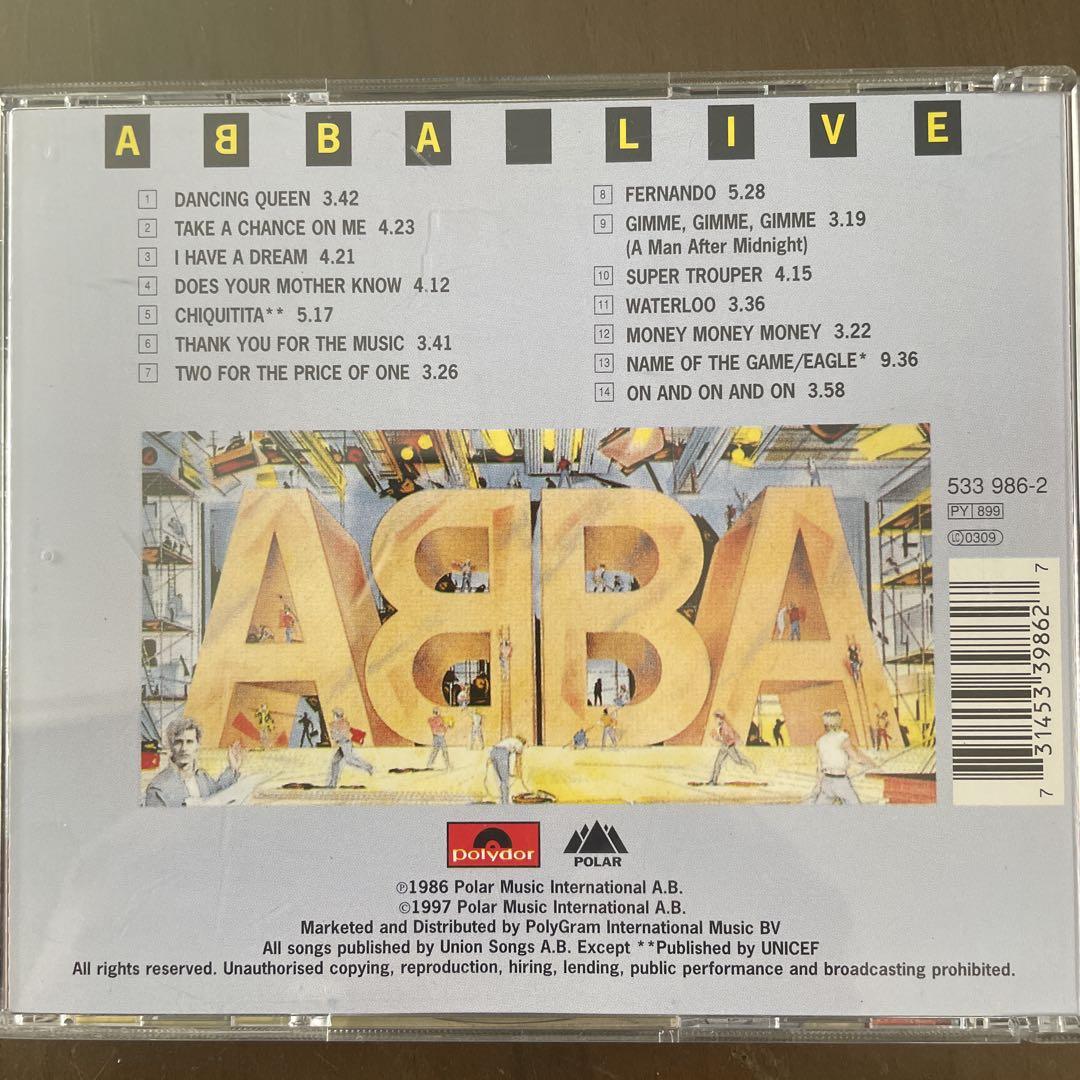 ABBA LIVE
1 DANCING QUEEN 3.42
2 TAKE A CHANCE ON ME 4.23
3 I HAVE A DREAM 4.21
4 DOES YOUR MOTHER KNOW 4.12
5 CHIQUITITA** 5.17
6 THANK YOU FOR THE MUSIC 3.41
7 TWO FOR THE PRICE OF ONE 3.26
8 FERNANDO 5.28
9 GIMME, GIMME, GIMME 3.19
(A Man After Midnight)
10 SUPER TROUPER 4.15
11 WATERLOO 3.36
12 MONEY MONEY MONEY 3.22
13 NAME OF THE GAME/EAGLE* 9.36
14 ON AND ON AND ON 3.58
ABBA
533 986-2
PY 899
LC 0309
7 31453 39862 7
polydor
POLAR
℗1986 Polar Music International A.B.
©1997 Polar Music International A.B.
Marketed and Distributed by PolyGram International Music BV
All songs published by Union Songs A.B. Except **Published by UNICEF
All rights reserved. Unauthorised copying, reproduction, hiring, lending, public performance and broadcasting prohibited.